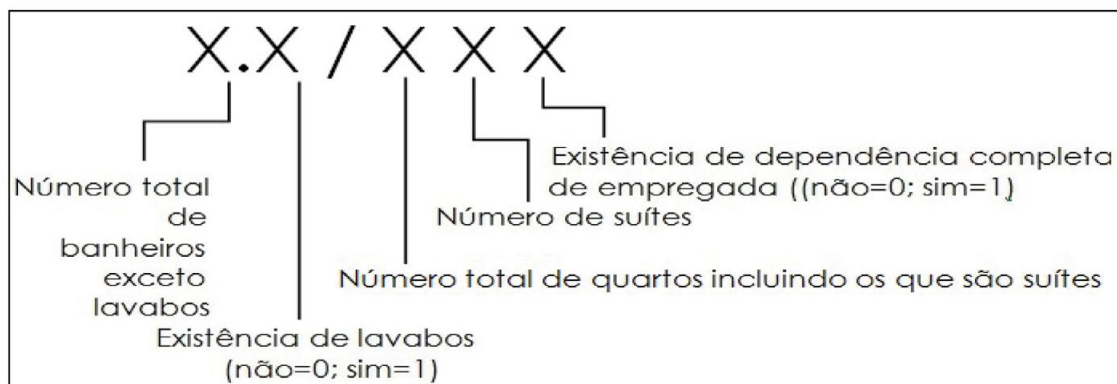 X.X / X X X
Existência de dependência completa
de empregada ((não=0; sim=1)
Número total
de
banheiros
exceto
lavabos
Número de suítes
Número total de quartos incluindo os que são suítes
Existência de lavabos
(não=0; sim=1)